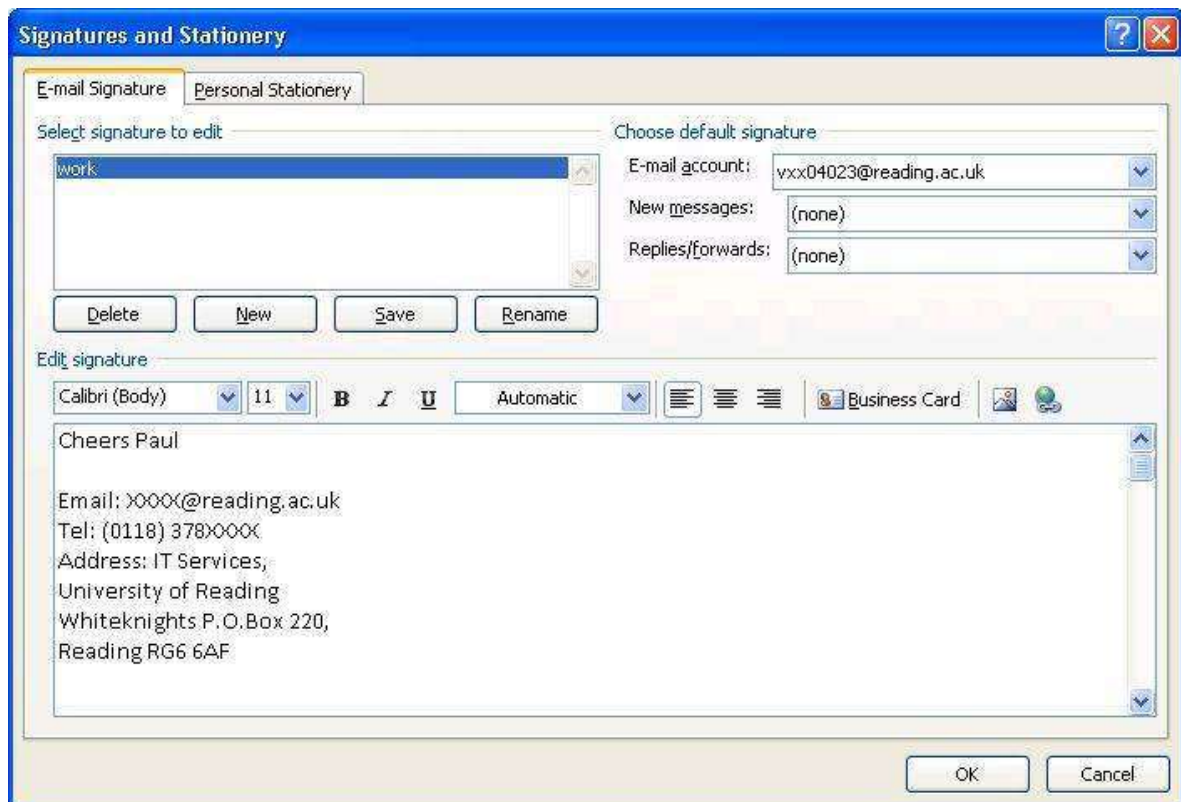 Signatures and Stationery
E-mail Signature Personal Stationery
Select signature to edit
work
Delete New Save Rename
Choose default signature
E-mail account: vxx04023@reading.ac.uk
New messages: (none)
Replies/forwards: (none)
Edit signature
Calibri (Body) 11 B I U Automatic Business Card
Cheers Paul
Email: XXXX@reading.ac.uk
Tel: (0118) 378XXXX
Address: IT Services,
University of Reading
Whiteknights P.O.Box 220,
Reading RG6 6AF
OK Cancel